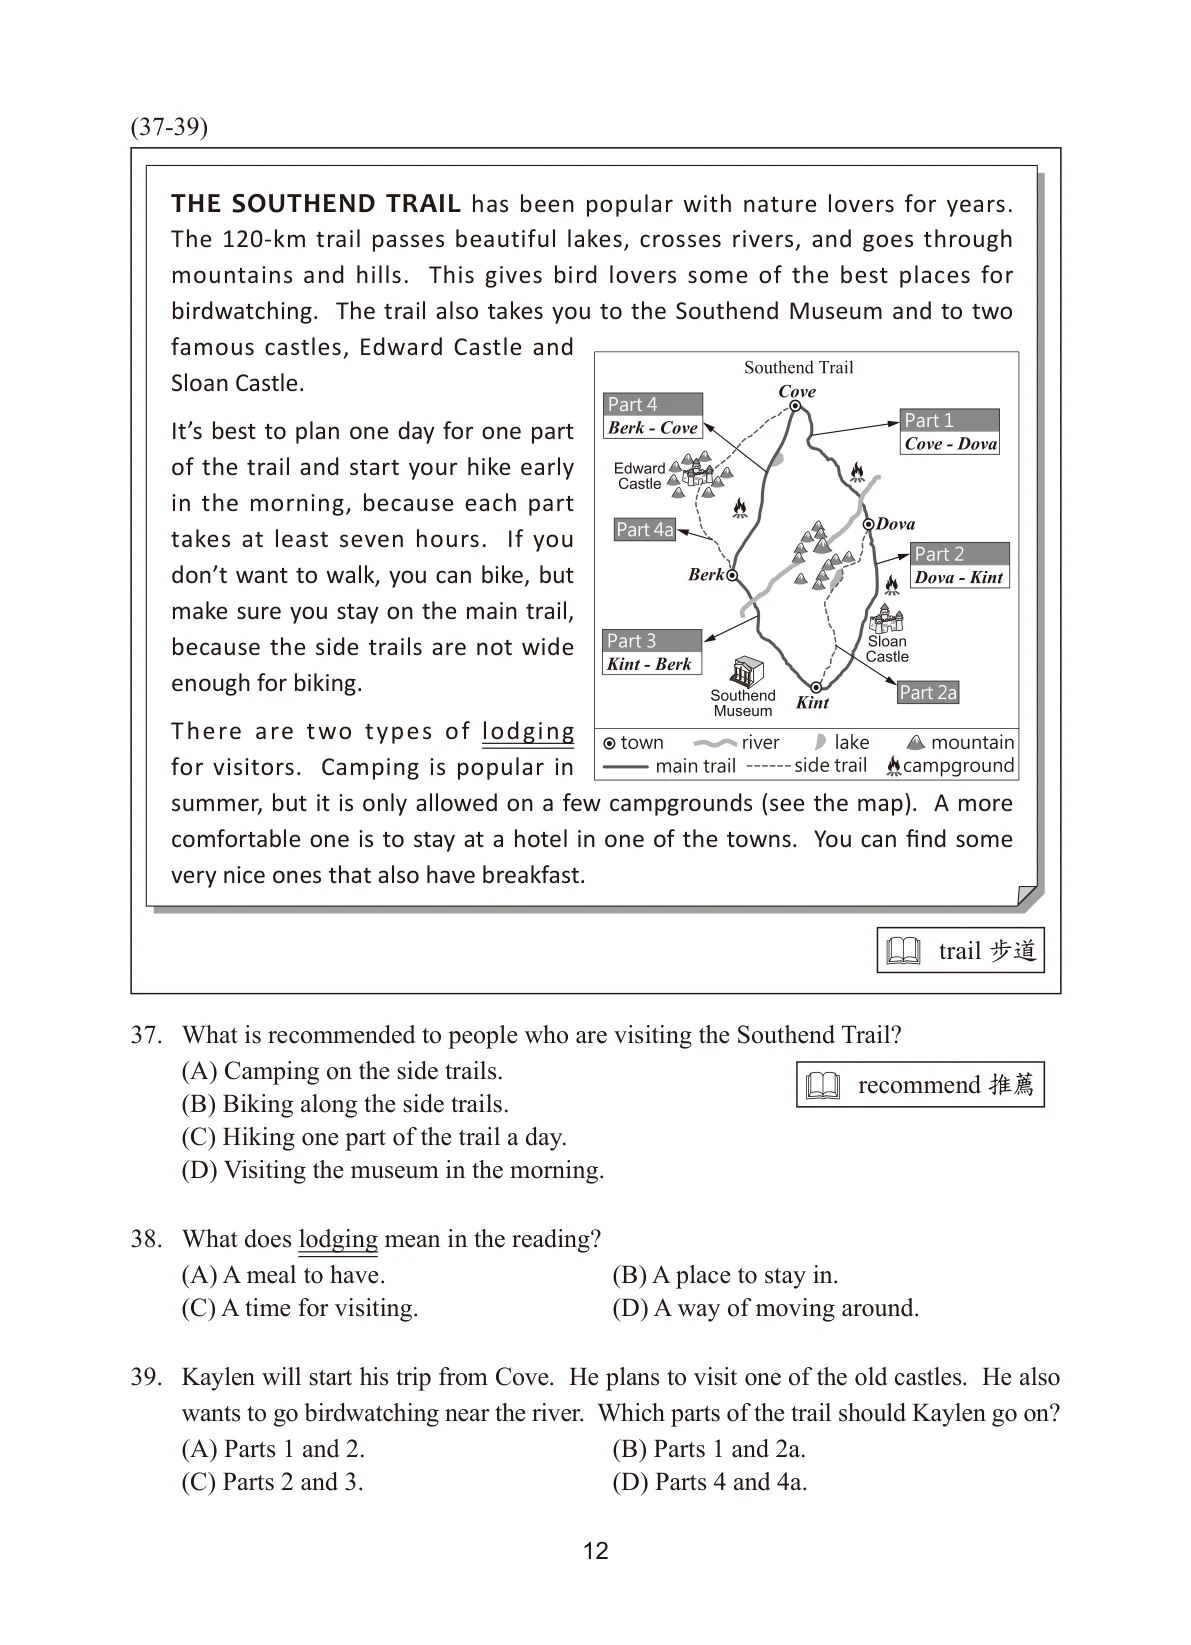 (37-39)
THE SOUTHEND TRAIL has been popular with nature lovers for years.
The 120-km trail passes beautiful lakes, crosses rivers, and goes through
mountains and hills. This gives bird lovers some of the best places for
birdwatching. The trail also takes you to the Southend Museum and to two
famous castles, Edward Castle and
Sloan Castle.
It's best to plan one day for one part
of the trail and start your hike early
in the morning, because each part
takes at least seven hours. If you
don't want to walk, you can bike, but
make sure you stay on the main trail,
because the side trails are not wide
enough for biking.
There are two types of lodging
for visitors. Camping is popular in
summer, but it is only allowed on a few campgrounds (see the map). A more
comfortable one is to stay at a hotel in one of the towns. You can find some
very nice ones that also have breakfast.
Southend Trail
Cove
Part 4
Berk - Cove
Part 1
Cove - Dova
Edward
Castle
Part 4a
Dova
Part 2
Dova - Kint
Berk
Part 3
Kint - Berk
Sloan
Castle
Southend
Museum
Kint
Part 2a
town river lake mountain
main trail side trail campground
trail 步道
37. What is recommended to people who are visiting the Southend Trail?
(A) Camping on the side trails.
(B) Biking along the side trails.
(C) Hiking one part of the trail a day.
(D) Visiting the museum in the morning.
recommend 推薦
38. What does lodging mean in the reading?
(A) A meal to have. (B) A place to stay in.
(C) A time for visiting. (D) A way of moving around.
39. Kaylen will start his trip from Cove. He plans to visit one of the old castles. He also
wants to go birdwatching near the river. Which parts of the trail should Kaylen go on?
(A) Parts 1 and 2. (B) Parts 1 and 2a.
(C) Parts 2 and 3. (D) Parts 4 and 4a.
12